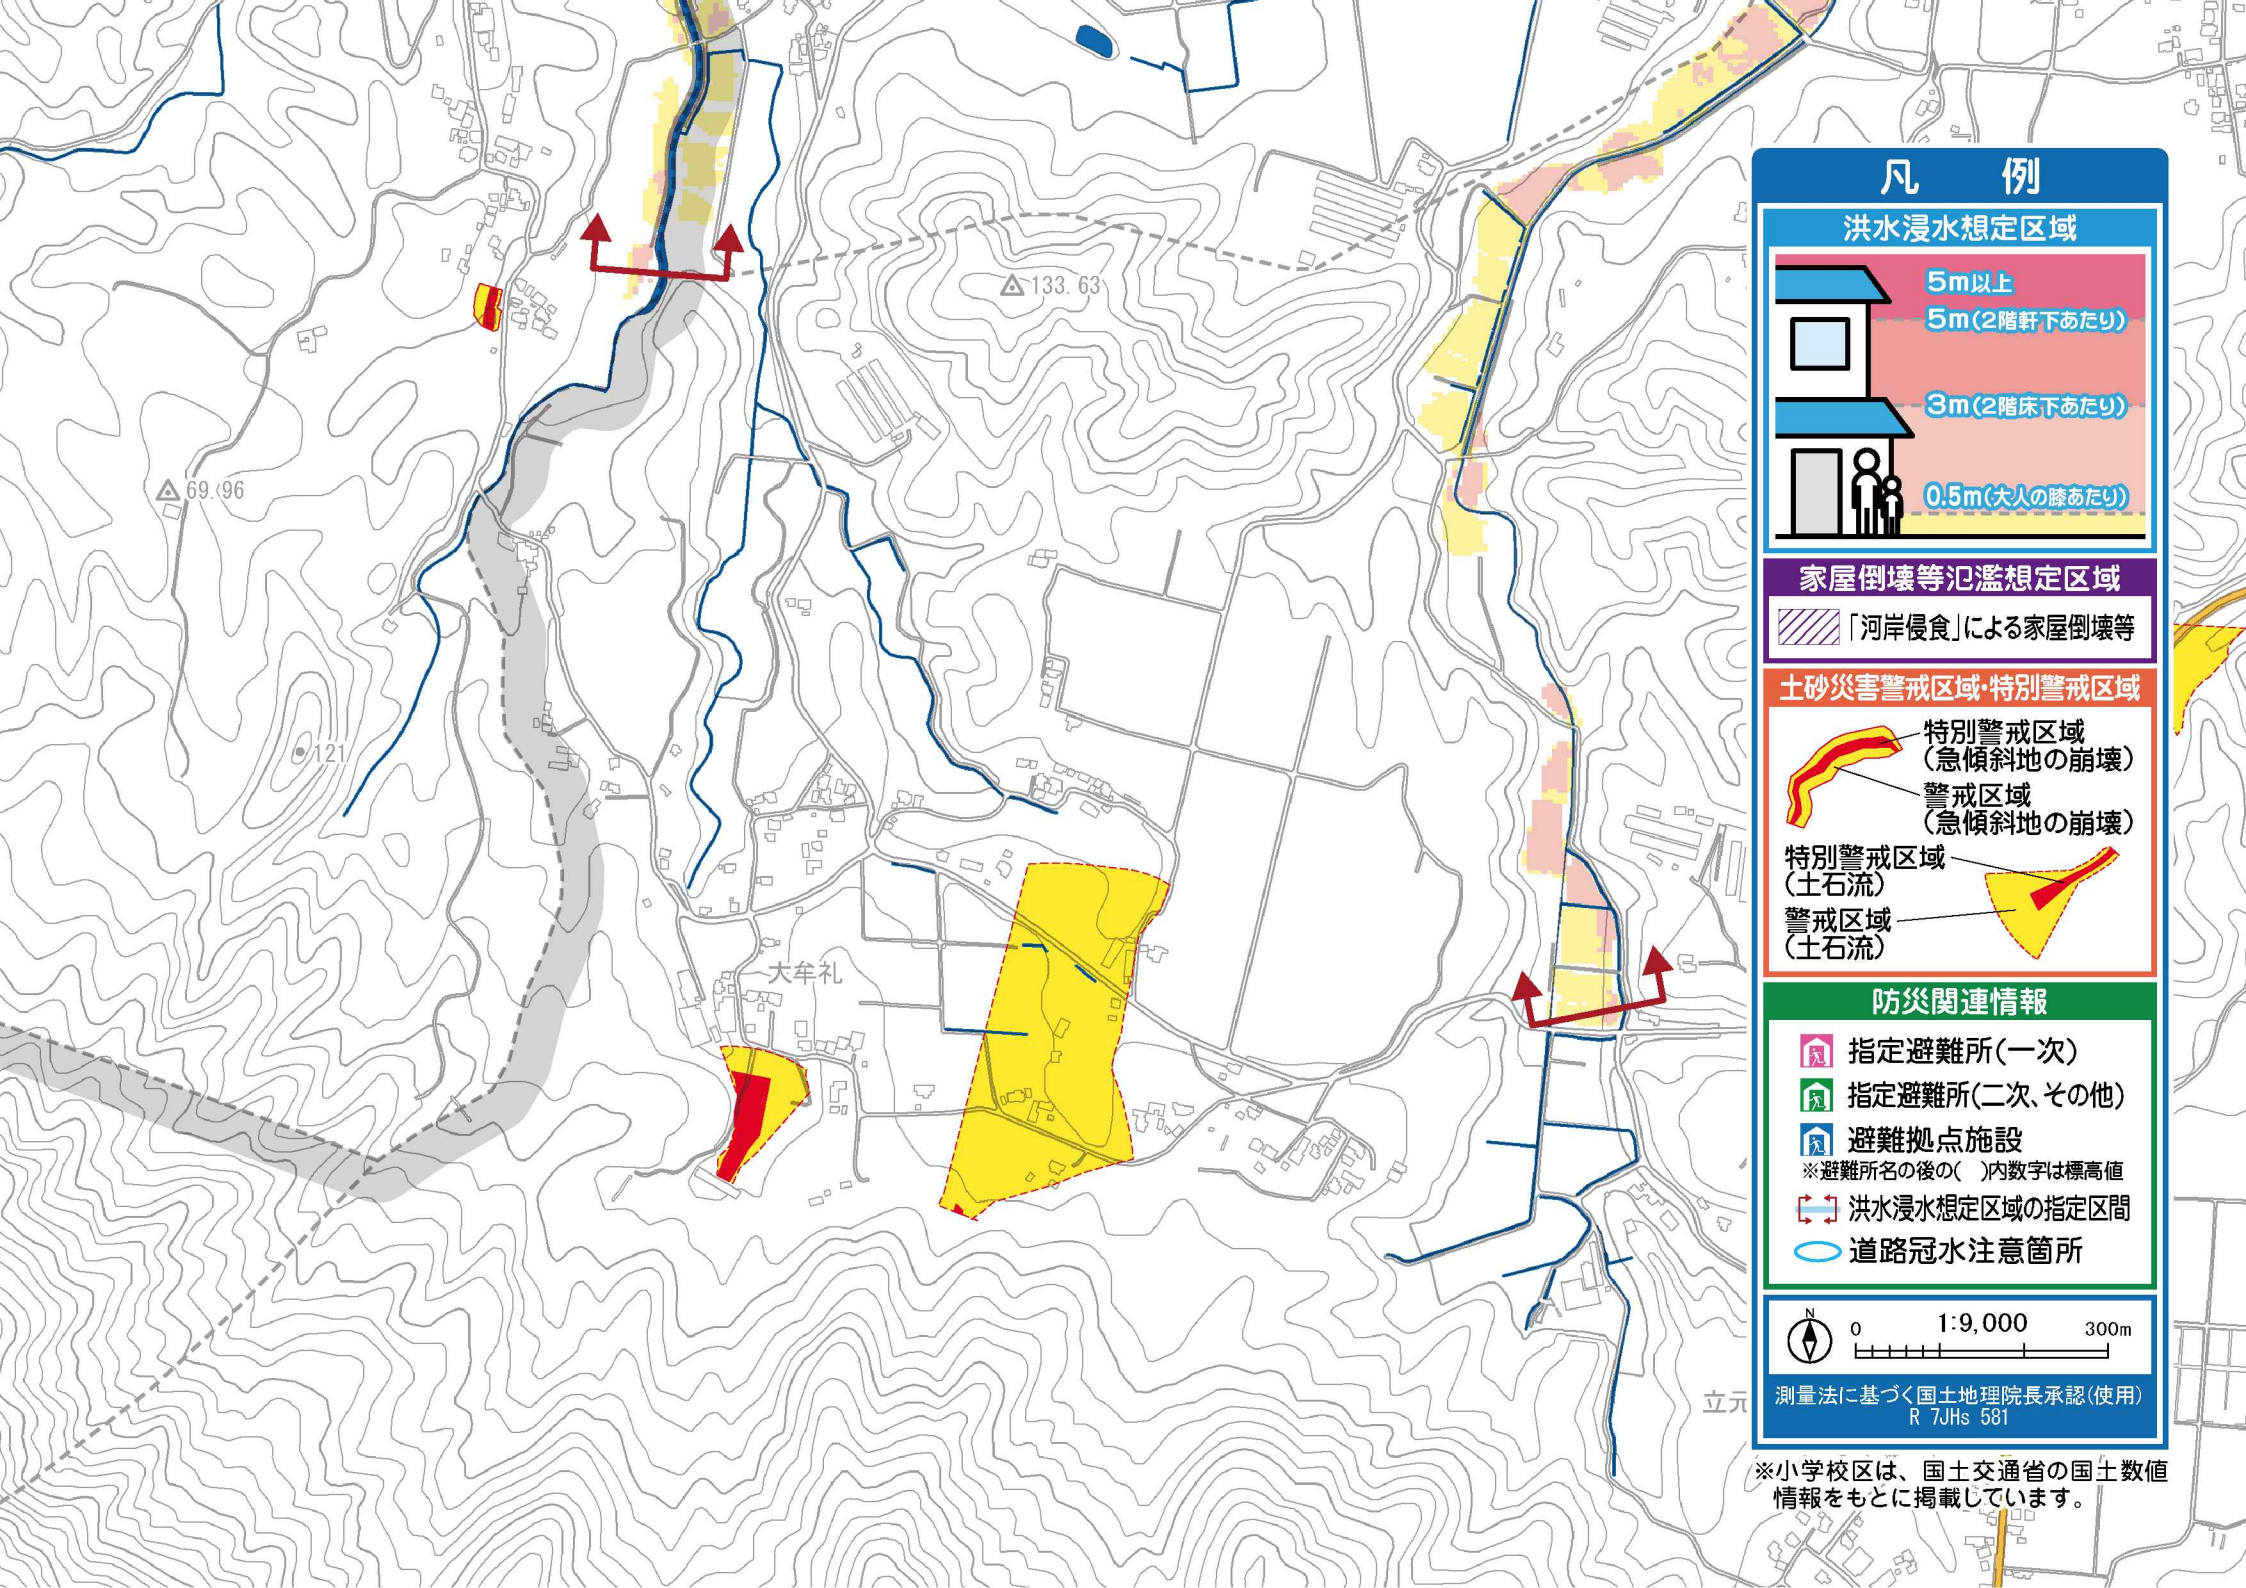 133.63
69.96
121
大牟礼
立元
凡 例
洪水浸水想定区域
5m以上
5m(2階軒下あたり)
3m(2階床下あたり)
0.5m(大人の膝あたり)
家屋倒壊等氾濫想定区域
「河岸侵食」による家屋倒壊等
土砂災害警戒区域・特別警戒区域
特別警戒区域
(急傾斜地の崩壊)
警戒区域
(急傾斜地の崩壊)
特別警戒区域
(土石流)
警戒区域
(土石流)
防災関連情報
指定避難所(一次)
指定避難所(二次、その他)
避難拠点施設
※避難所名の後の( )内数字は標高値
洪水浸水想定区域の指定区間
道路冠水注意箇所
N
0 1:9,000 300m
測量法に基づく国土地理院長承認(使用)
R 7JHs 581
※小学校区は、国土交通省の国土数値
情報をもとに掲載しています。